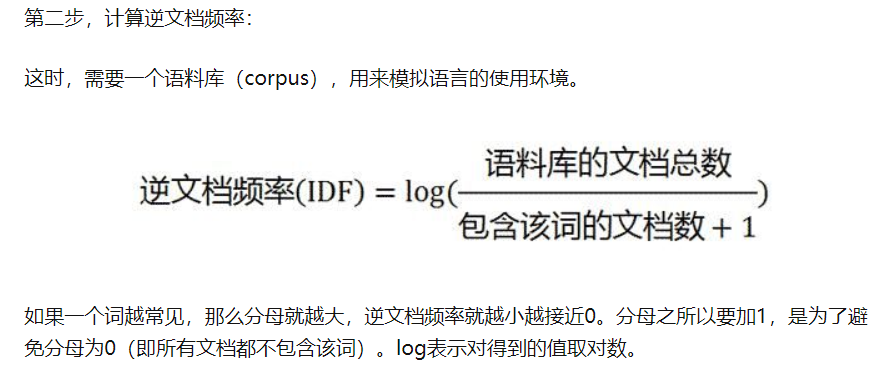 第二步，计算逆文档频率：
这时，需要一个语料库（corpus），用来模拟语言的使用环境。
逆文档频率(IDF) = log(语料库的文档总数/包含该词的文档数 + 1)
如果一个词越常见，那么分母就越大，逆文档频率就越小越接近0。分母之所以要加1，是为了避
免分母为0（即所有文档都不包含该词）。log表示对得到的值取对数。